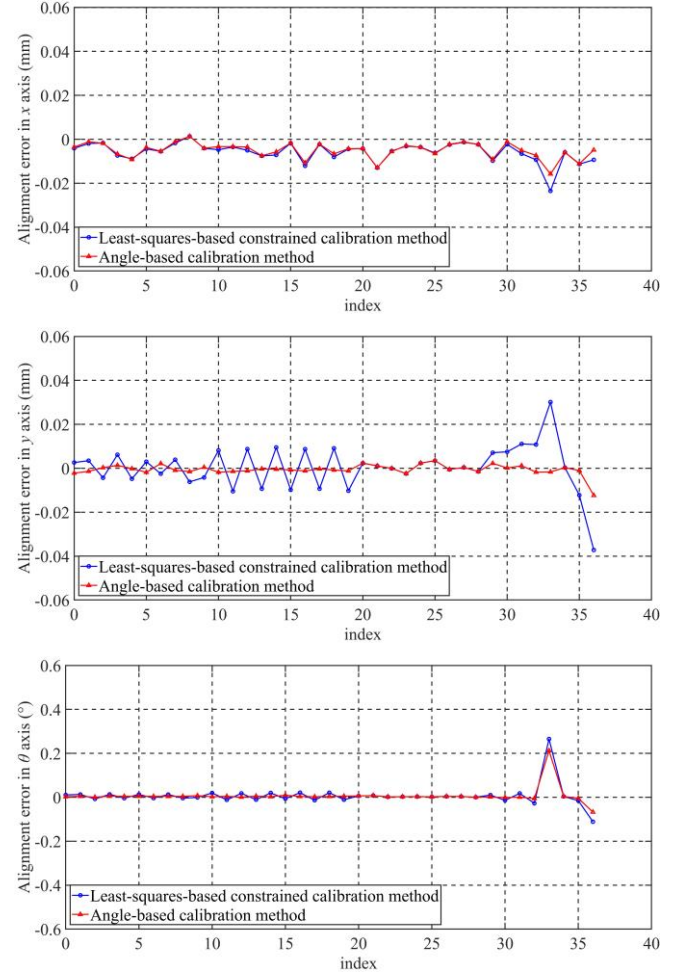 0.06
0.04
0.02
0
-0.02
-0.04
-0.06
Alignment error in x axis (mm)
Least-squares-based constrained calibration method
Angle-based calibration method
0 5 10 15 20 25 30 35 40
index
0.06
0.04
0.02
0
-0.02
-0.04
-0.06
Alignment error in y axis (mm)
Least-squares-based constrained calibration method
Angle-based calibration method
0 5 10 15 20 25 30 35 40
index
0.6
0.4
0.2
0
-0.2
-0.4
-0.6
Alignment error in θ axis (°)
Least-squares-based constrained calibration method
Angle-based calibration method
0 5 10 15 20 25 30 35 40
index